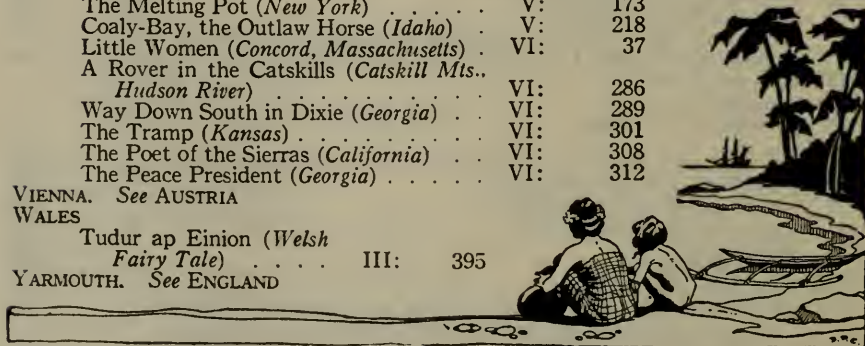 The Melting Pot (New York) . . . . . V: 173
Coaly-Bay, the Outlaw Horse (Idaho) . V: 218
Little Women (Concord, Massachusetts) . VI: 37
A Rover in the Catskills (Catskill Mts.,
Hudson River) . . . . . . . . . . VI: 286
Way Down South in Dixie (Georgia) . . VI: 289
The Tramp (Kansas) . . . . . . . . . VI: 301
The Poet of the Sierras (California) . . VI: 308
The Peace President (Georgia) . . . . . VI: 312
VIENNA. See AUSTRIA
WALES
Tudur ap Einion (Welsh
Fairy Tale) . . . . III: 395
YARMOUTH. See ENGLAND